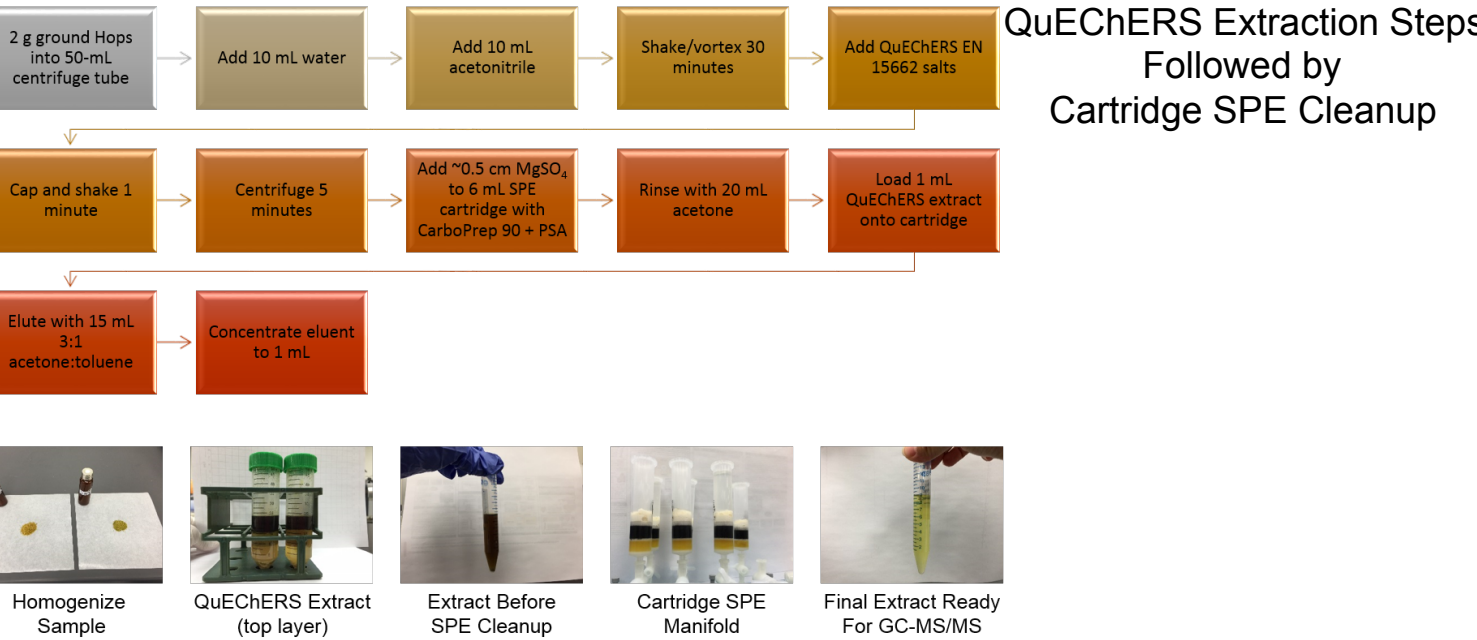 QuEChERS Extraction Steps
Followed by
Cartridge SPE Cleanup
2 g ground Hops
into 50-mL
centrifuge tube
Add 10 mL water
Add 10 mL
acetonitrile
Shake/vortex 30
minutes
Add QuEChERS EN
15662 salts
Cap and shake 1
minute
Centrifuge 5
minutes
Add ~0.5 cm MgSO₄
to 6 mL SPE
cartridge with
CarboPrep 90 + PSA
Rinse with 20 mL
acetone
Load 1 mL
QuEChERS extract
onto cartridge
Elute with 15 mL
3:1
acetone:toluene
Concentrate eluent
to 1 mL
Homogenize
Sample
QuEChERS Extract
(top layer)
Extract Before
SPE Cleanup
Cartridge SPE
Manifold
Final Extract Ready
For GC-MS/MS